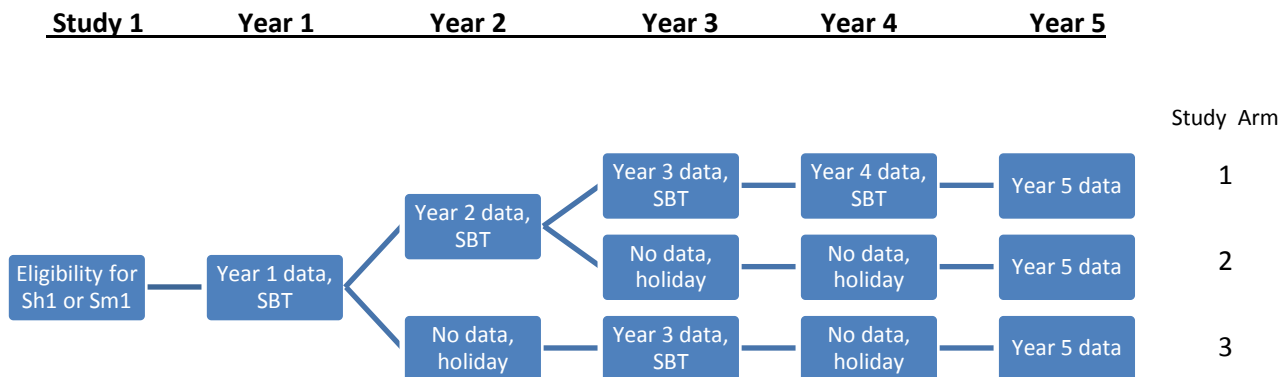 Study 1 Year 1 Year 2 Year 3 Year 4 Year 5
Study Arm
Year 3 data,
SBT
Year 4 data,
SBT
Year 5 data
1
Year 2 data,
SBT
No data,
holiday
No data,
holiday
Year 5 data
2
Eligibility for
Sh1 or Sm1
Year 1 data,
SBT
No data,
holiday
Year 3 data,
SBT
No data,
holiday
Year 5 data
3